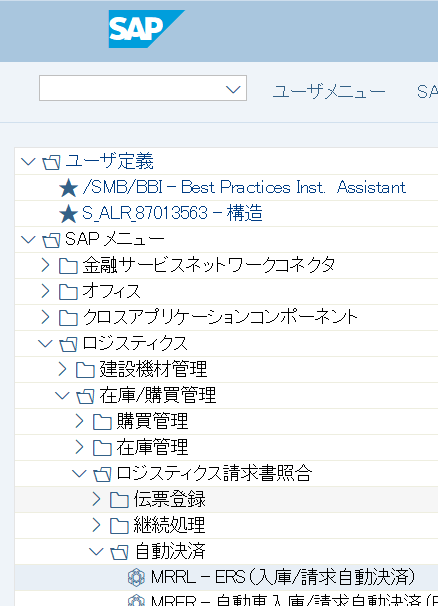 SAP
ユーザメニュー SA
ユーザ定義
/SMB/BBI - Best Practices Inst. Assistant
S_ALR_87013563 - 構造
SAP メニュー
金融サービスネットワークコネクタ
オフィス
クロスアプリケーションコンポーネント
ロジスティクス
建設機材管理
在庫/購買管理
購買管理
在庫管理
ロジスティクス請求書照合
伝票登録
継続処理
自動決済
MRRL - ERS (入庫/請求自動決済)
MRER - 自動車入庫/請求自動決済(E